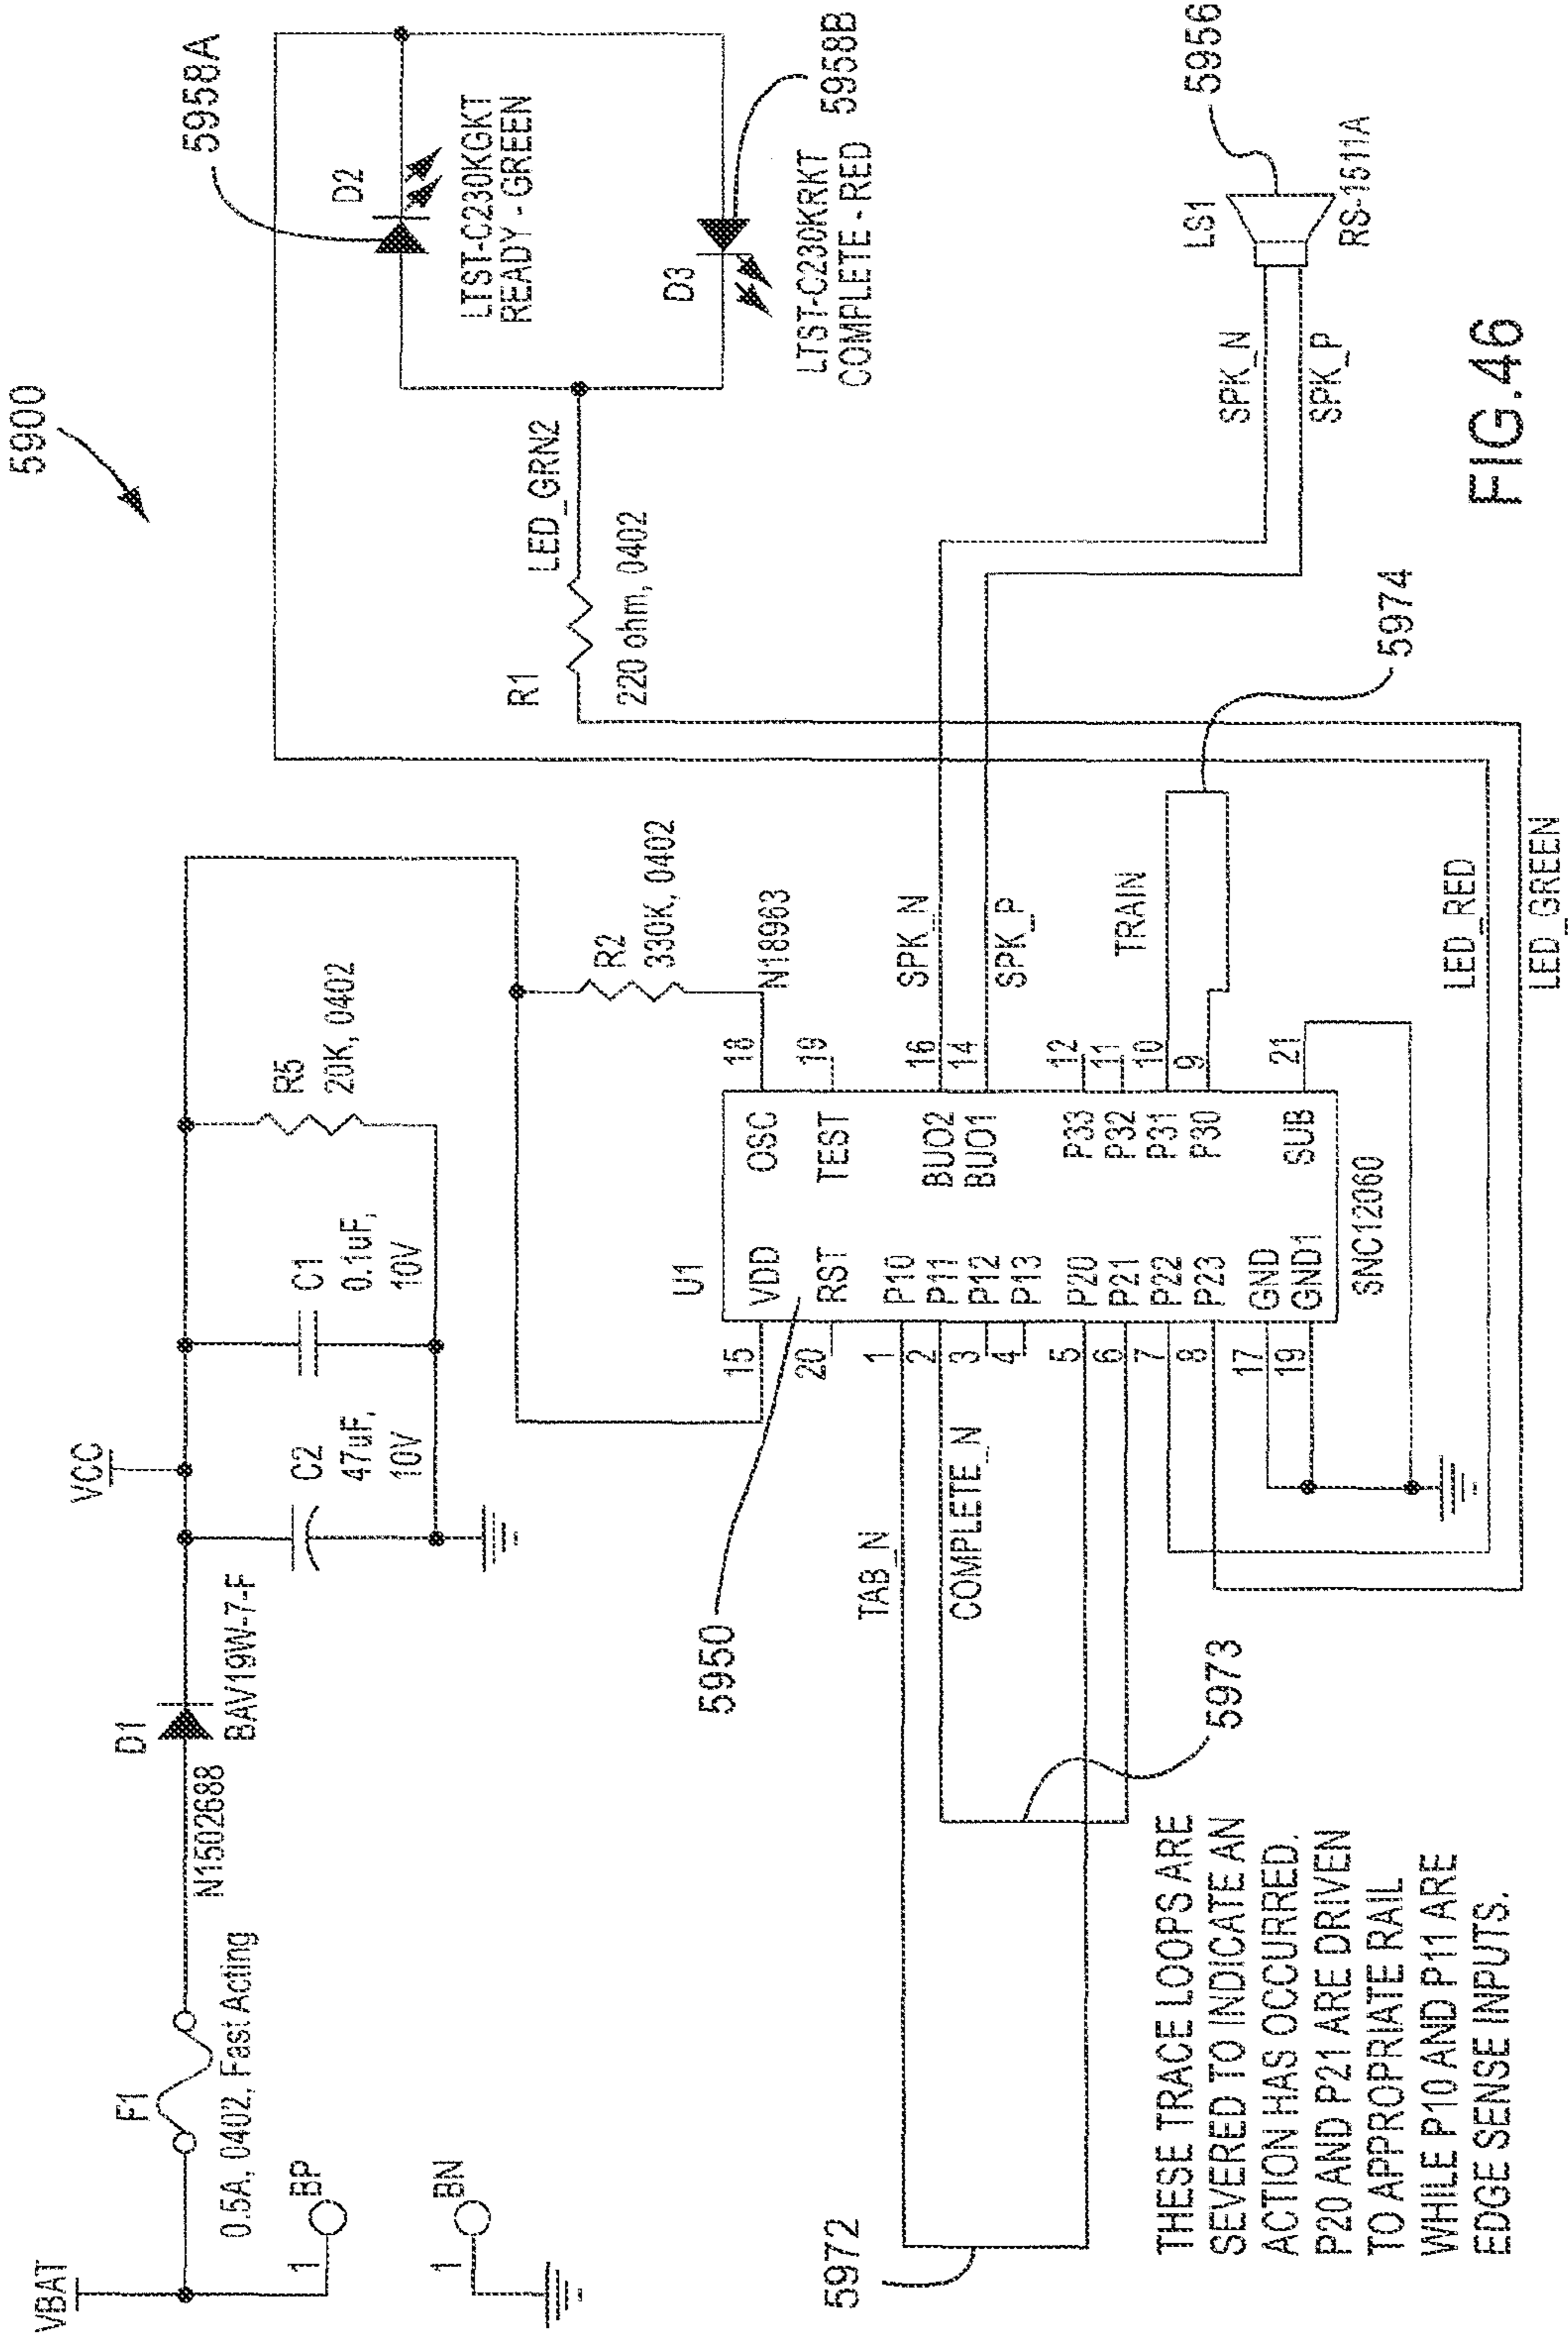 5900
VBAT
F1
0.5A, 0402, Fast Acting
1
BP
1
BN
N1502688
D1
BAV19W-7-F
VCC
C2
47uF,
10V
C1
0.1uF,
10V
R5
20K, 0402
R2
330K, 0402
N18963
5958A
D2
LTST-C230KGKT
READY - GREEN
D3
LTST-C230KRKT
COMPLETE - RED
5958B
LED_GRN2
R1
220 ohm, 0402
5950
U1
15
VDD
OSC
18
20
RST
TEST
19
1
P10
2
P11
BUO2
16
3
P12
BUO1
14
4
P13
5
P20
P33
12
6
P21
P32
11
7
P22
P31
10
8
P23
P30
9
17
GND
19
GND1
SUB
21
SNC12060
TAB_N
COMPLETE_N
5972
5973
SPK_N
SPK_P
TRAIN
5974
SPK_N
SPK_P
LS1
RS-1511A
5956
LED_RED
LED_GREEN
THESE TRACE LOOPS ARE
SEVERED TO INDICATE AN
ACTION HAS OCCURRED.
P20 AND P21 ARE DRIVEN
TO APPROPRIATE RAIL
WHILE P10 AND P11 ARE
EDGE SENSE INPUTS.
FIG.46